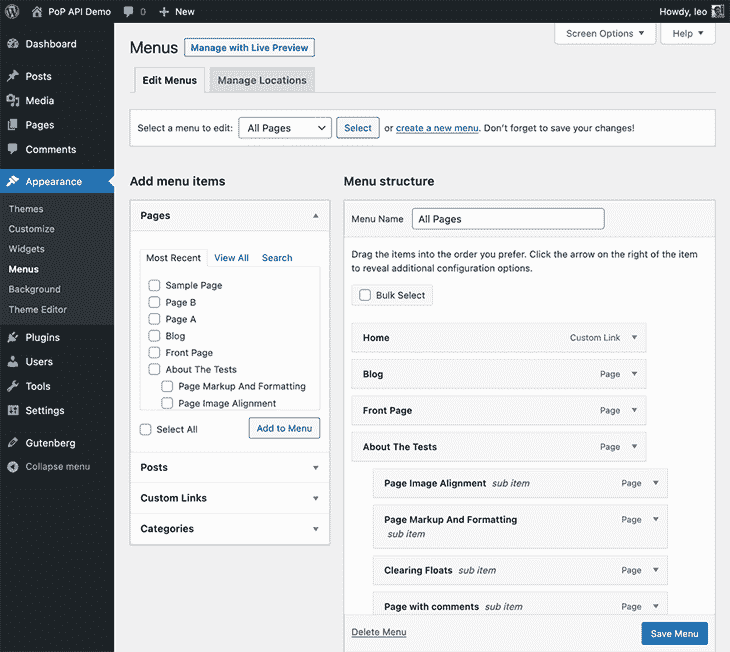 PoP API Demo 0 New Howdy, leo
Dashboard
Posts
Media
Pages
Comments
Appearance
Themes
Customize
Widgets
Menus
Background
Theme Editor
Plugins
Users
Tools
Settings
Gutenberg
Collapse menu
Screen Options Help
Menus Manage with Live Preview
Edit Menus Manage Locations
Select a menu to edit: All Pages Select or create a new menu. Don’t forget to save your changes!
Add menu items
Pages
Most Recent View All Search
Sample Page
Page B
Page A
Blog
Front Page
About The Tests
Page Markup And Formatting
Page Image Alignment
Select All Add to Menu
Posts
Custom Links
Categories
Menu structure
Menu Name All Pages
Drag the items into the order you prefer. Click the arrow on the right of the item
to reveal additional configuration options.
Bulk Select
Home Custom Link
Blog Page
Front Page Page
About The Tests Page
Page Image Alignment sub item Page
Page Markup And Formatting Page
sub item
Clearing Floats sub item Page
Page with comments sub item Page
Delete Menu Save Menu